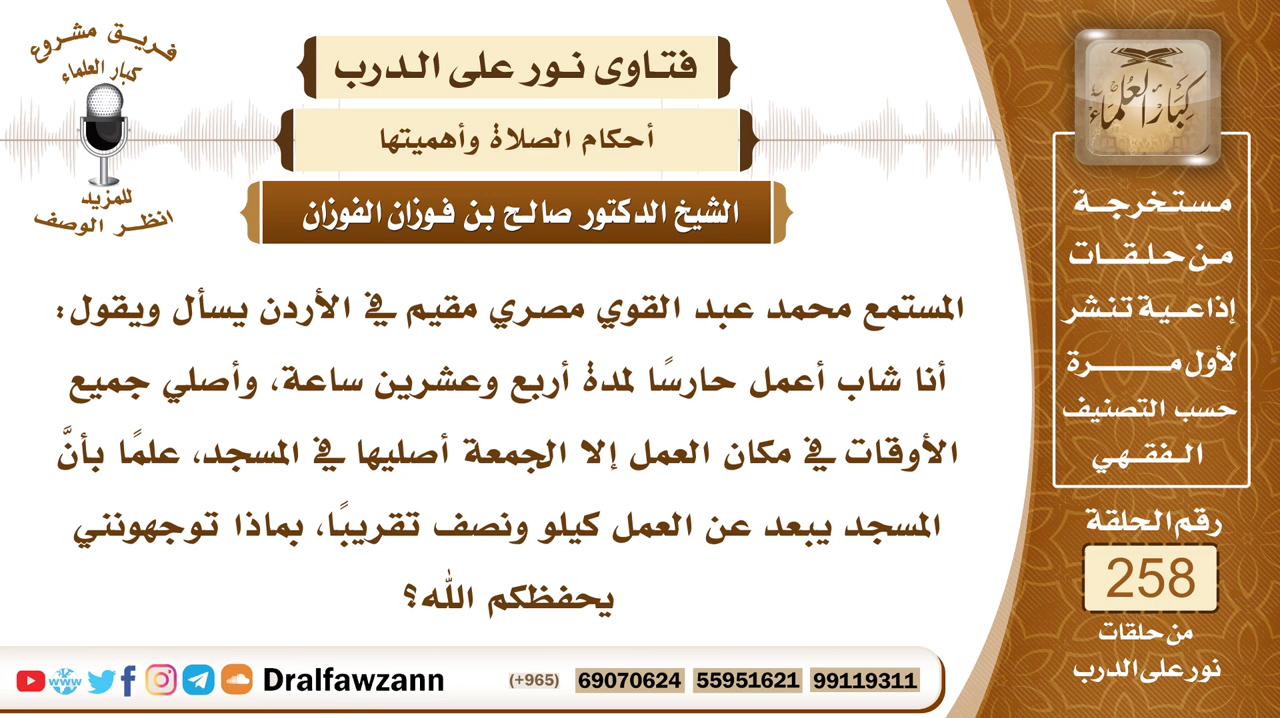 فريق مشروع
كبار العلماء
للمزيد
انظر الوصف
فتاوى نور على الدرب
أحكام الصلاة وأهميتها
الشيخ الدكتور صالح بن فوزان الفوزان
المستمع محمد عبد القوي مصري مقيم في الأردن يسأل ويقول:
أنا شاب أعمل حارسًا لمدة أربع وعشرين ساعة، وأصلي جميع
الأوقات في مكان العمل إلا الجمعة أصليها في المسجد، علمًا بأنَّ
المسجد يبعد عن العمل كيلو ونصف تقريبًا، بماذا توجهونني
يحفظكم الله؟
كبار العلماء
مستخرجة
من حلقات
إذاعية تنشر
لأول مرة
حسب التصنيف
الفقهي
رقم الحلقة
258
من حلقات
نور على الدرب
www
Dralfawzann
(+965) 69070624 55951621 99119311